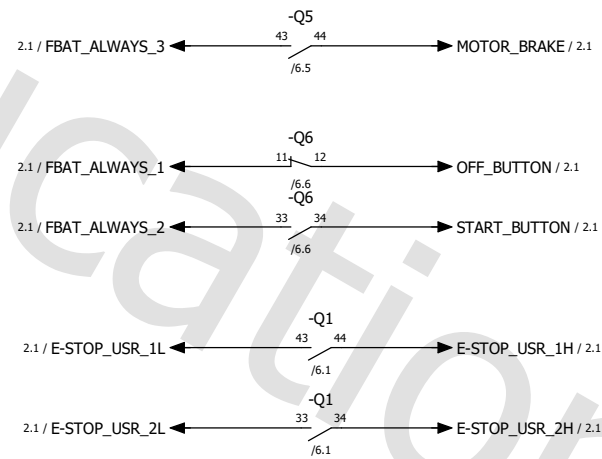 -Q5
2.1 / FBAT_ALWAYS_3 43 44 MOTOR_BRAKE / 2.1
/6.5
-Q6
2.1 / FBAT_ALWAYS_1 11 12 OFF_BUTTON / 2.1
/6.6
-Q6
2.1 / FBAT_ALWAYS_2 33 34 START_BUTTON / 2.1
/6.6
-Q1
2.1 / E-STOP_USR_1L 43 44 E-STOP_USR_1H / 2.1
/6.1
-Q1
2.1 / E-STOP_USR_2L 33 34 E-STOP_USR_2H / 2.1
/6.1
ucation